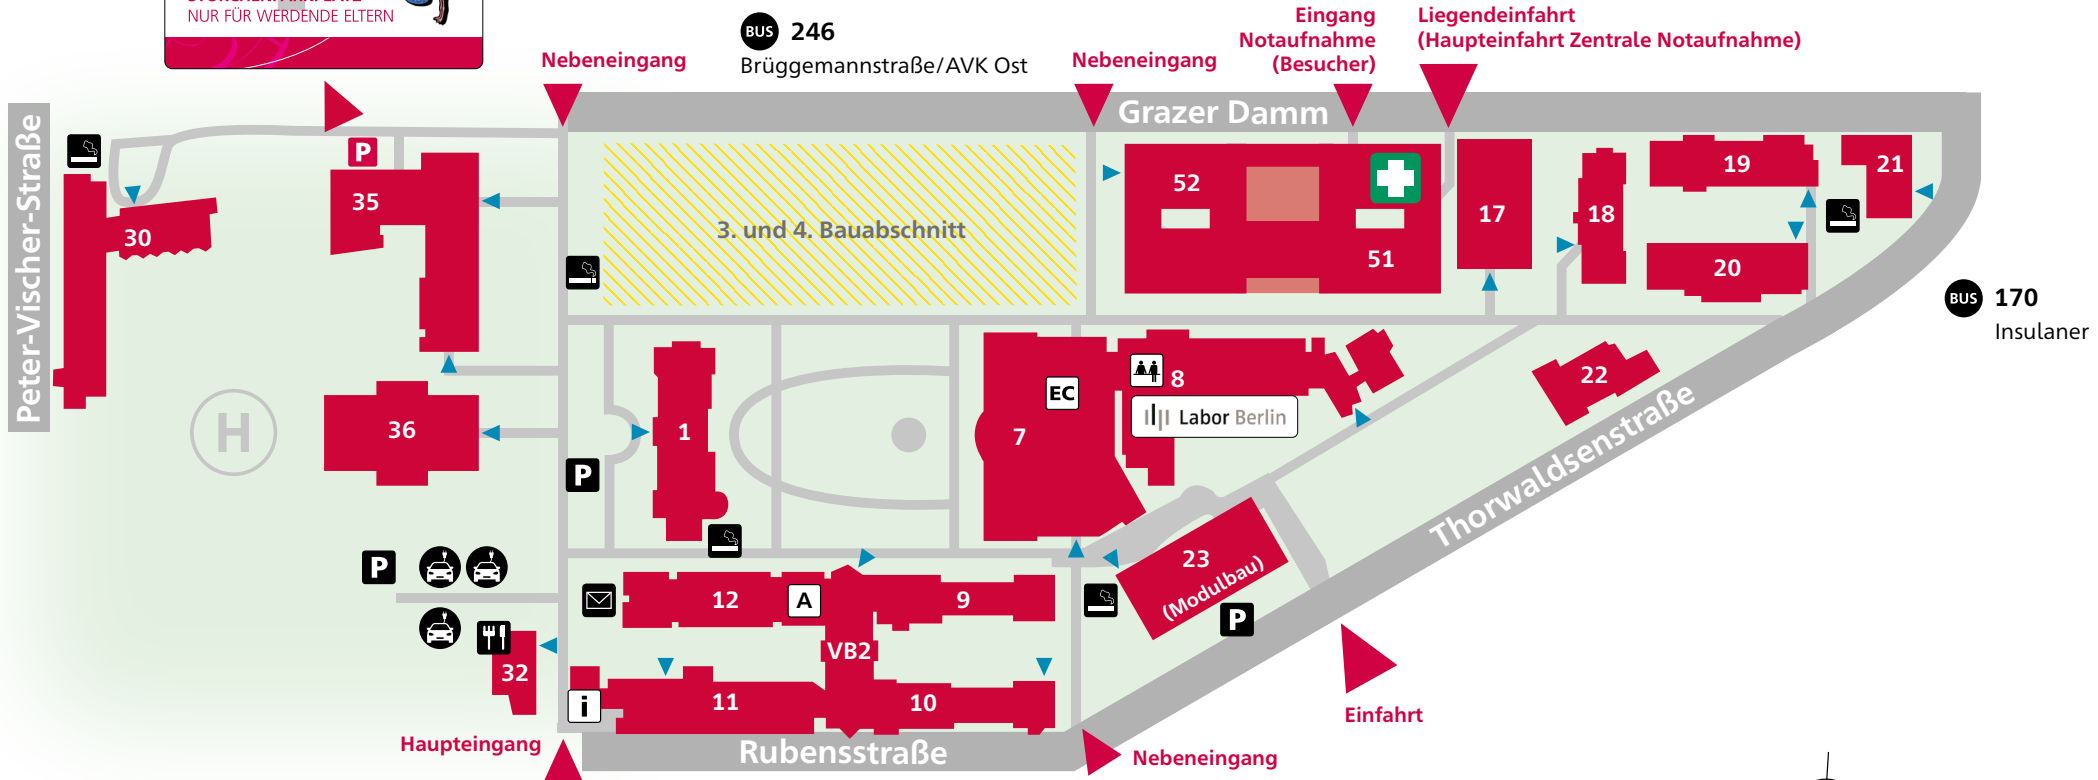 NUR FÜR WERDENDE ELTERN
BUS 246
Brüggemannstraße/AVK Ost
Nebeneingang
Nebeneingang
Eingang
Notaufnahme
(Besucher)
Liegendeinfahrt
(Haupteinfahrt Zentrale Notaufnahme)
Grazer Damm
Peter-Vischer-Straße
P
35
30
3. und 4. Bauabschnitt
52
51
17
18
19
20
21
BUS 170
Insulaner
22
Thorwaldsenstraße
H
36
P
1
7
EC
8
Labor Berlin
23
(Modulbau)
P
P
12
A
9
VB2
32
i
11
10
Haupteingang
Rubensstraße
Nebeneingang
Einfahrt